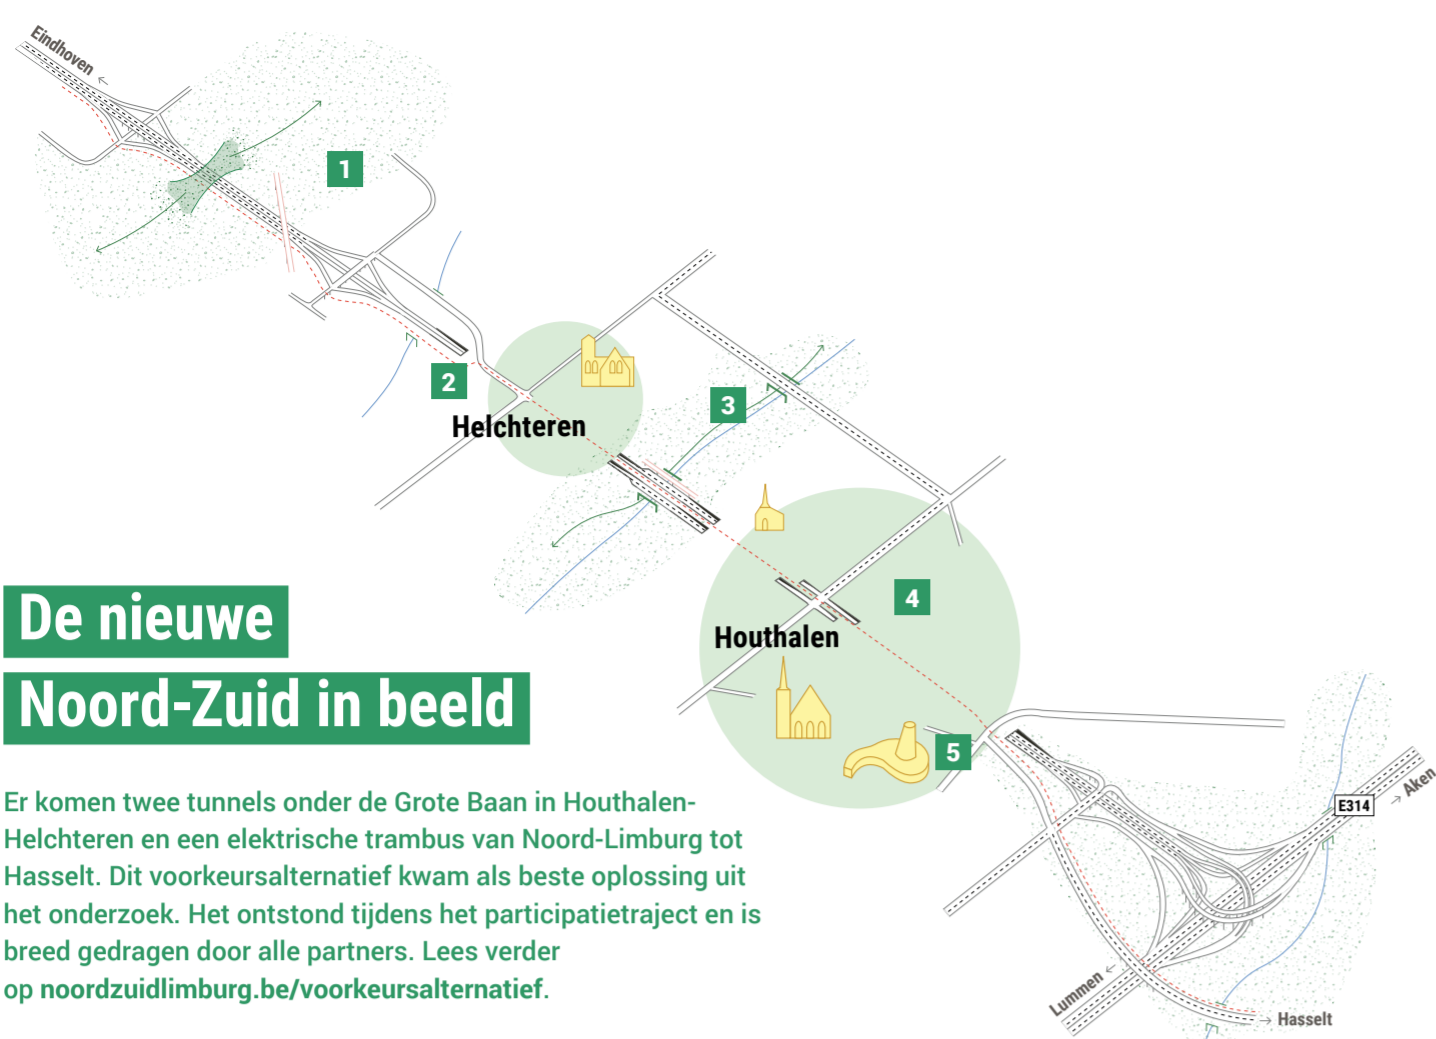 Eindhoven
1
2
Helchteren
3
4
Houthalen
5
De nieuwe
Noord-Zuid in beeld
Er komen twee tunnels onder de Grote Baan in Houthalen-
Helchteren en een elektrische trambus van Noord-Limburg tot
Hasselt. Dit voorkeursalternatief kwam als beste oplossing uit
het onderzoek. Het ontstond tijdens het participatietraject en is
breed gedragen door alle partners. Lees verder
op noordzuidlimburg.be/voorkeursalternatief.
E314
Aken
Lummen
Hasselt